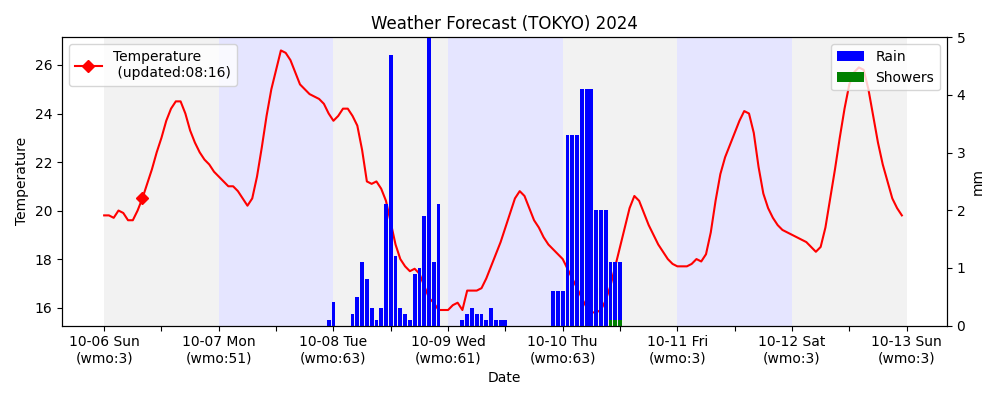 Weather Forecast (TOKYO) 2024
Temperature
(updated:08:16)
Rain
Showers
Temperature
26
24
22
20
18
16
5
4
3
2
1
0
mm
10-06 Sun
(wmo:3)
10-07 Mon
(wmo:51)
10-08 Tue
(wmo:63)
10-09 Wed
(wmo:61)
10-10 Thu
(wmo:63)
10-11 Fri
(wmo:3)
10-12 Sat
(wmo:3)
10-13 Sun
(wmo:3)
Date